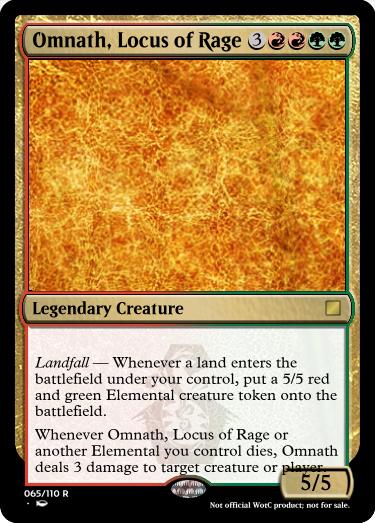 Omnath, Locus of Rage 3
Legendary Creature
Landfall — Whenever a land enters the
battlefield under your control, put a 5/5 red
and green Elemental creature token onto the
battlefield.
Whenever Omnath, Locus of Rage or
another Elemental you control dies, Omnath
deals 3 damage to target creature or player.
5/5
065/110 R
Not official WotC product; not for sale.